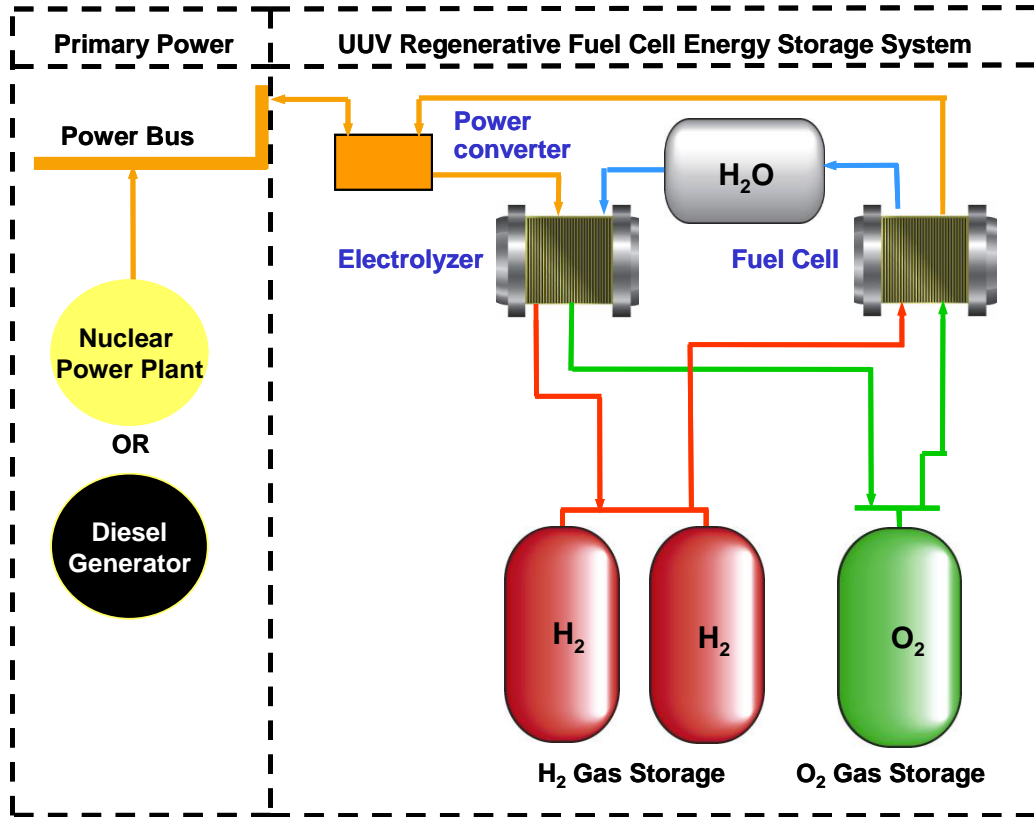 Primary Power
UUV Regenerative Fuel Cell Energy Storage System
Power Bus
Power
converter
H₂O
Electrolyzer
Fuel Cell
Nuclear
Power Plant
OR
Diesel
Generator
H₂
H₂
O₂
H₂ Gas Storage
O₂ Gas Storage